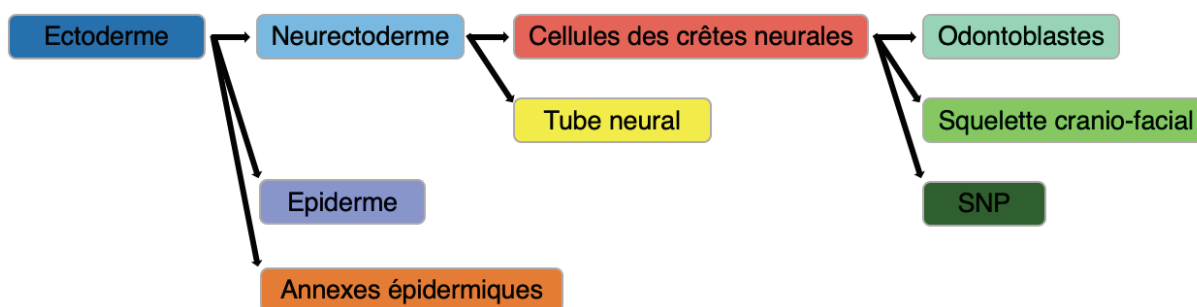 Ectoderme
Neurectoderme
Cellules des crêtes neurales
Odontoblastes
Tube neural
Squelette cranio-facial
Epiderme
SNP
Annexes épidermiques